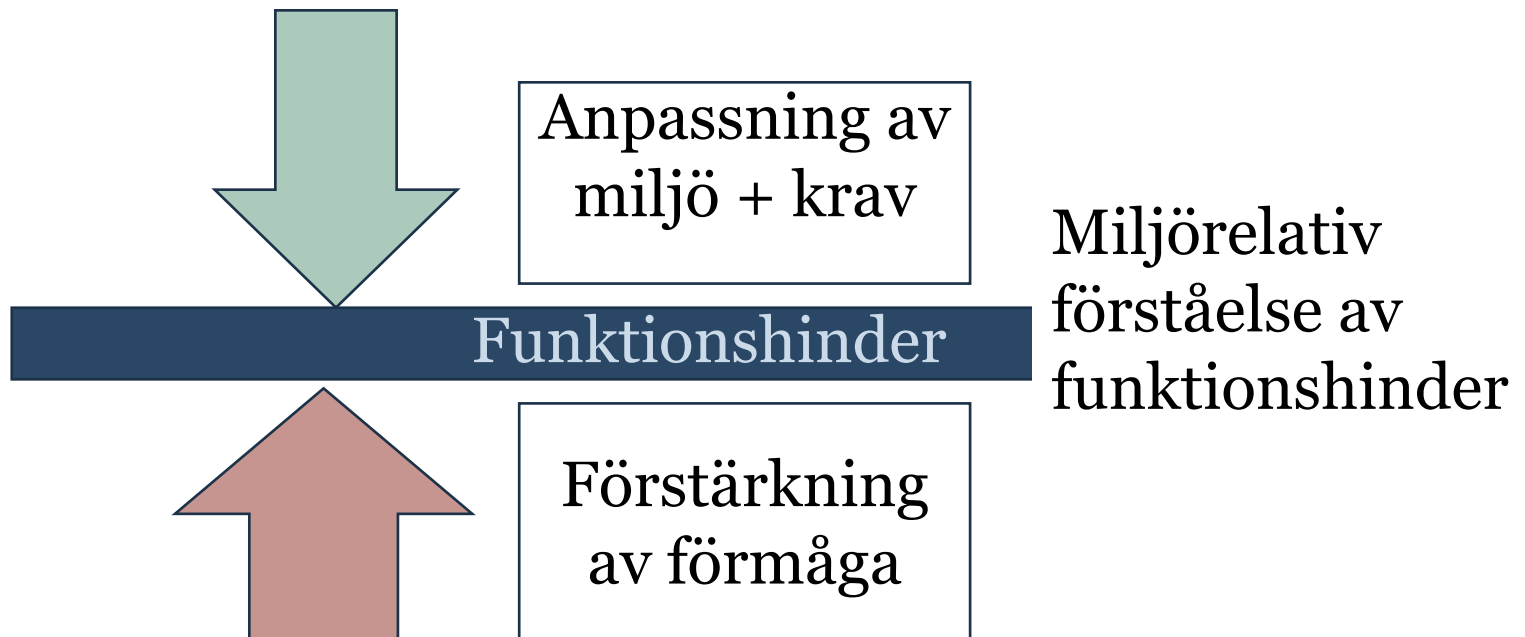 Anpassning av
miljö + krav
Funktionshinder
Miljörelativ
förståelse av
funktionshinder
Förstärkning
av förmåga